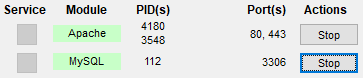 Service Module PID(s) Port(s) Actions
Apache 4180 3548 80, 443 Stop
MySQL 112 3306 Stop